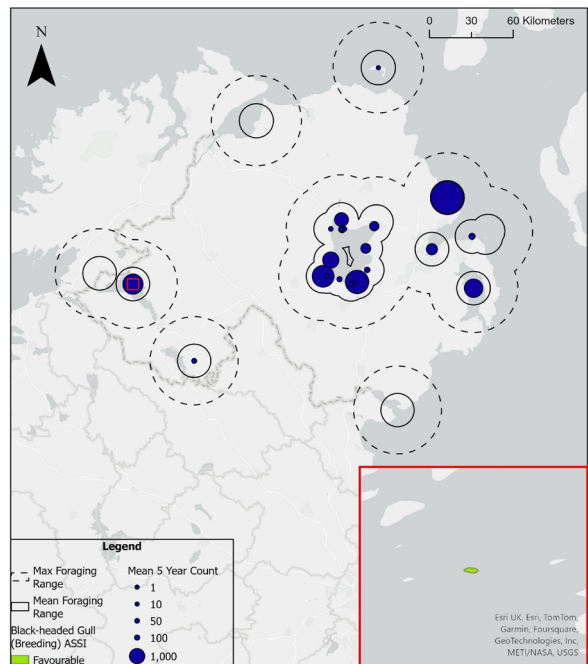 0 30 60 Kilometers
N
Legend
Max Foraging
Range
Mean Foraging
Range
Black-headed Gull
(Breeding) ASSI
Favourable
Mean 5 Year Count
1
10
50
100
1,000
Esri UK, Esri, TomTom,
Garmin, Foursquare,
GeoTechnologies, Inc,
METI/NASA, USGS